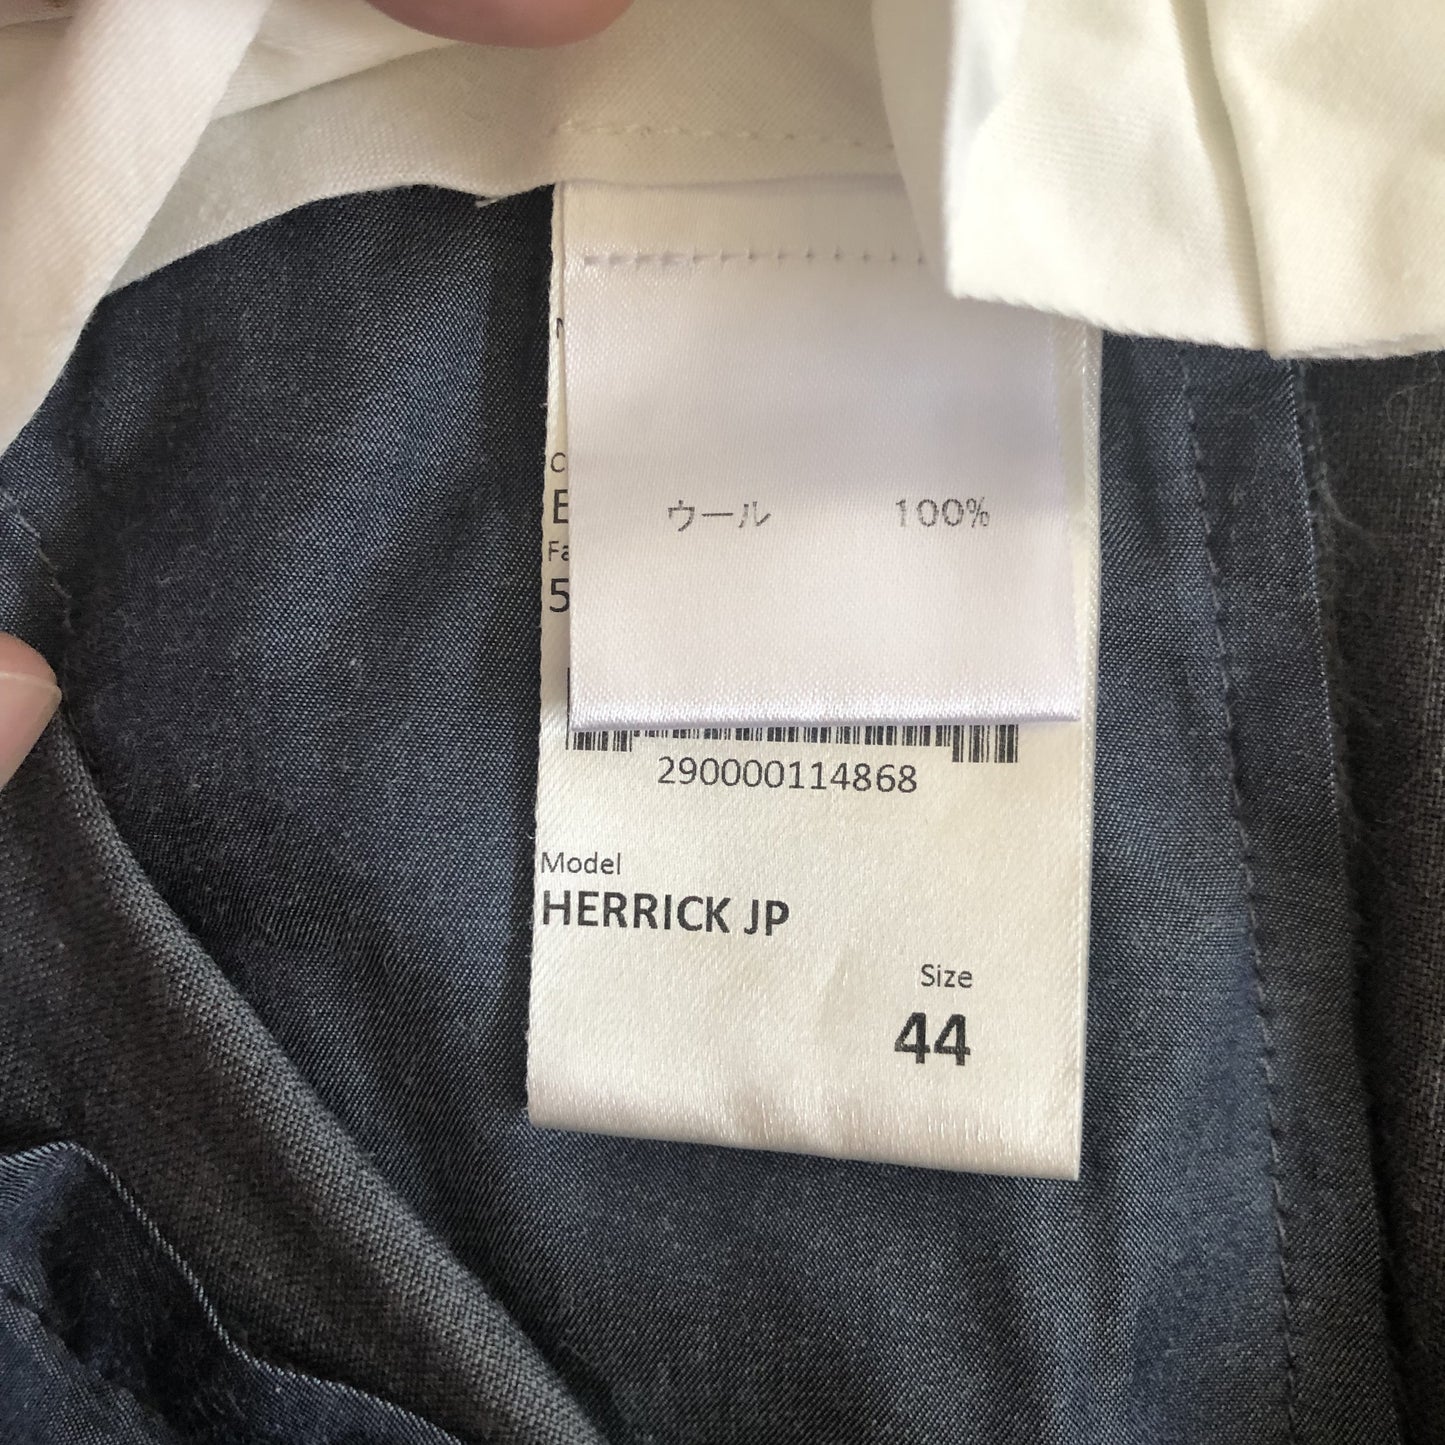 ウール 100%
290000114868
Model
HERRICK JP
Size
44